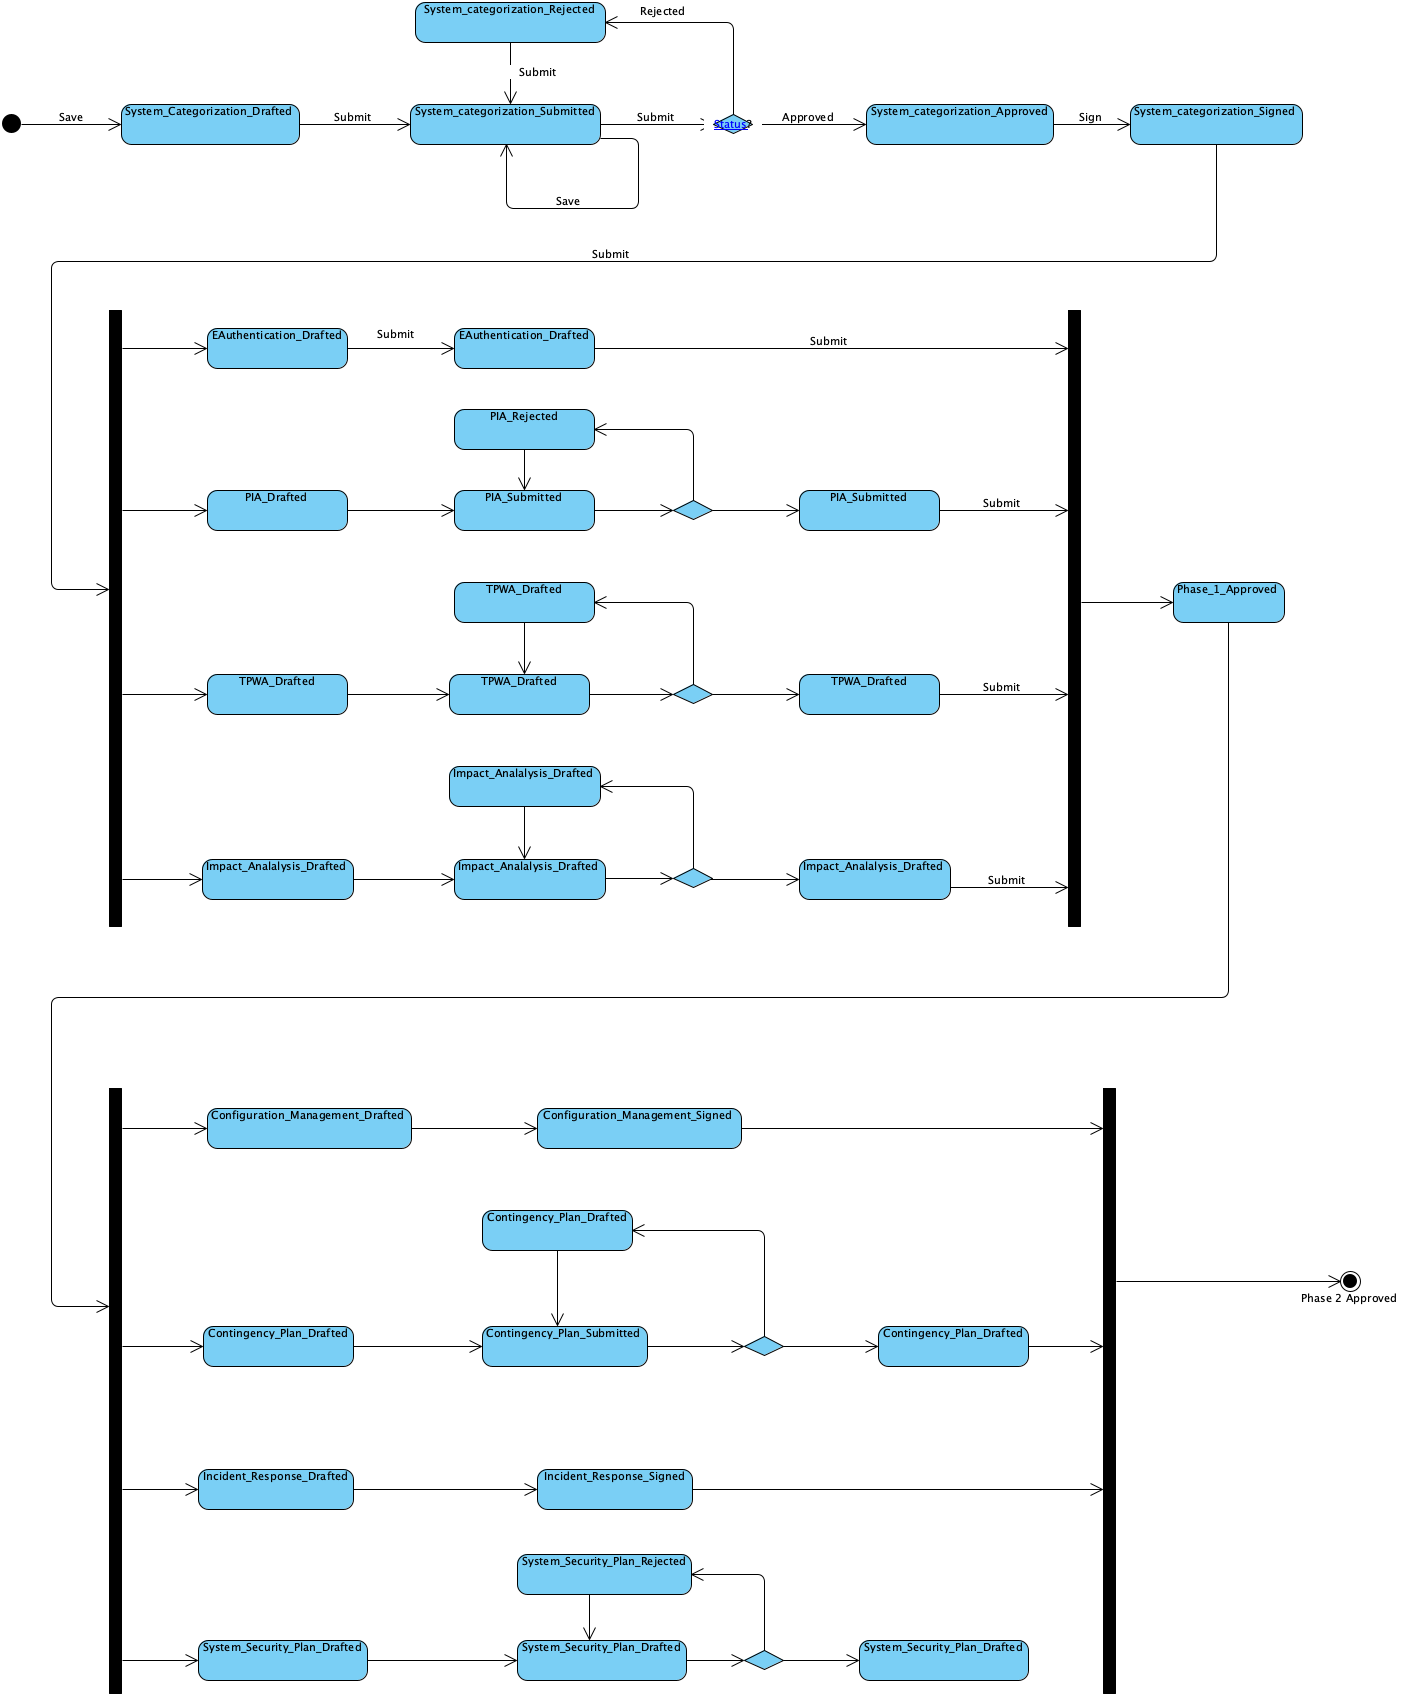 System_categorization_Rejected
Rejected
Submit
Save
System_Categorization_Drafted
Submit
System_categorization_Submitted
Submit
Status?
Approved
System_categorization_Approved
Sign
System_categorization_Signed
Save
Submit
EAuthentication_Drafted
Submit
EAuthentication_Drafted
Submit
PIA_Rejected
PIA_Drafted
PIA_Submitted
PIA_Submitted
Submit
TPWA_Drafted
Phase_1_Approved
TPWA_Drafted
TPWA_Drafted
TPWA_Drafted
Submit
Impact_Analalysis_Drafted
Impact_Analalysis_Drafted
Impact_Analalysis_Drafted
Impact_Analalysis_Drafted
Submit
Configuration_Management_Drafted
Configuration_Management_Signed
Contingency_Plan_Drafted
Phase 2 Approved
Contingency_Plan_Drafted
Contingency_Plan_Submitted
Contingency_Plan_Drafted
Incident_Response_Drafted
Incident_Response_Signed
System_Security_Plan_Rejected
System_Security_Plan_Drafted
System_Security_Plan_Drafted
System_Security_Plan_Drafted